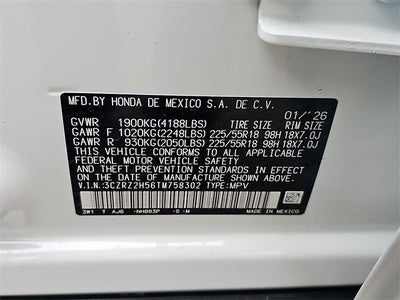 MFD.BY HONDA DE MEXICO S.A. DE C.V.
01/'26
GVWR 1900KG(4188LBS) TIRE SIZE RIM SIZE
GAWR F 1020KG(2248LBS) 225/55R18 98H 18X7.0J
GAWR R 930KG(2050LBS) 225/55R18 98H 18X7.0J
THIS VEHICLE CONFORMS TO ALL APPLICABLE
FEDERAL MOTOR VEHICLE SAFETY AND THEFT
PREVENTION STANDARDS IN EFFECT ON THE DATE
OF MANUFACTURE SHOWN ABOVE.
V.I.N.:3CZRZ2H56TM758302 TYPE:MPV
T AJ6 -NH883P -S -M MADE IN MEXICO